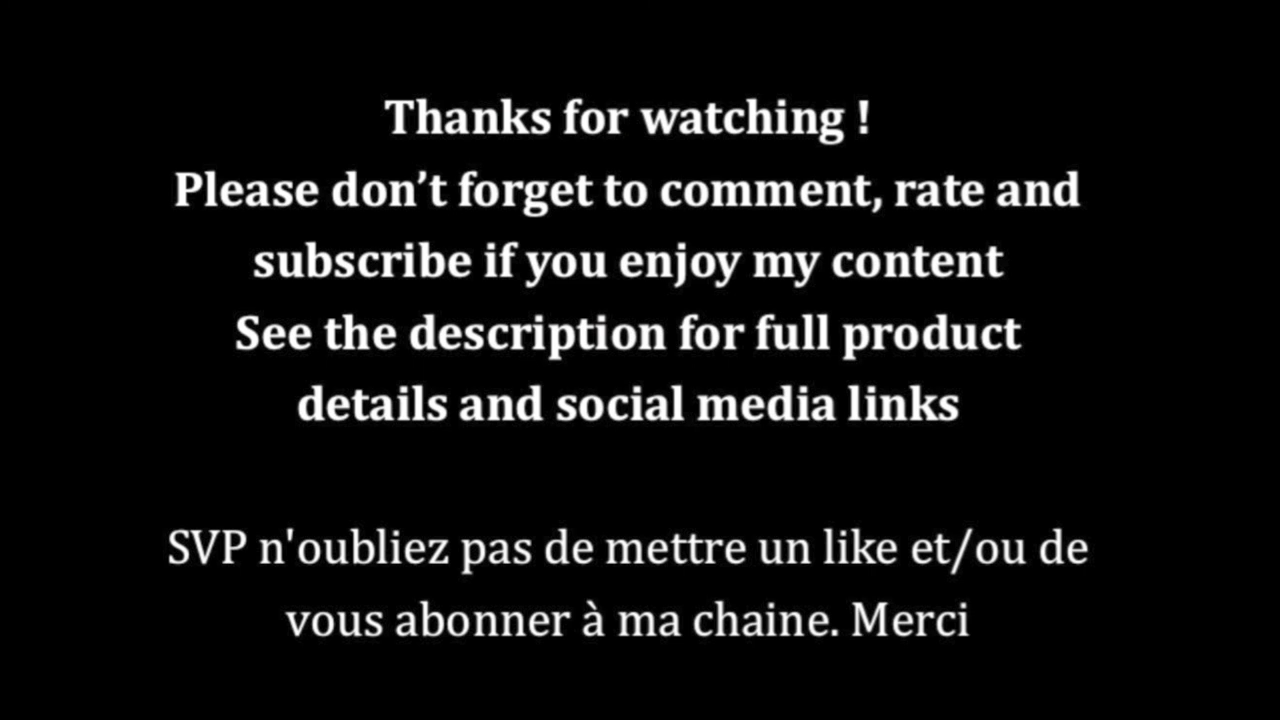 Thanks for watching !
Please don’t forget to comment, rate and
subscribe if you enjoy my content
See the description for full product
details and social media links
SVP n'oubliez pas de mettre un like et/ou de
vous abonner à ma chaine. Merci